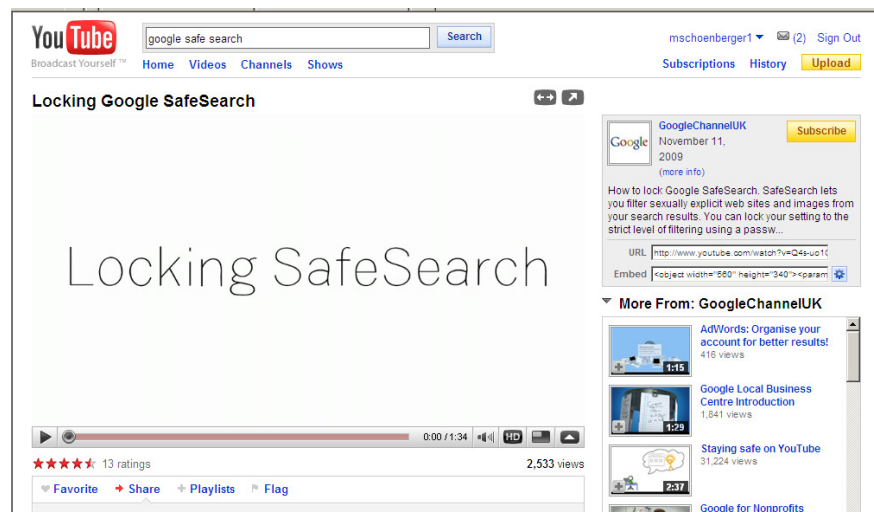 You Tube
Broadcast Yourself ™
google safe search
Search
mschoenberger1 (2) Sign Out
Home Videos Channels Shows
Subscriptions History Upload
Locking Google SafeSearch
Locking SafeSearch
0:00 / 1:34 HD
13 ratings
2,533 views
Favorite Share Playlists Flag
Google
GoogleChannelUK
November 11,
2009
(more info)
Subscribe
How to lock Google SafeSearch. SafeSearch lets
you filter sexually explicit web sites and images from
your search results. You can lock your setting to the
strict level of filtering using a passw...
URL http://www.youtube.com/watch?v=Q4s-uo1
Embed <object width="560" height="340"><param
More From: GoogleChannelUK
AdWords: Organise your
account for better results!
416 views
1:15
Google Local Business
Centre Introduction
1,841 views
1:29
Staying safe on YouTube
31,224 views
2:37
Google for Nonprofits